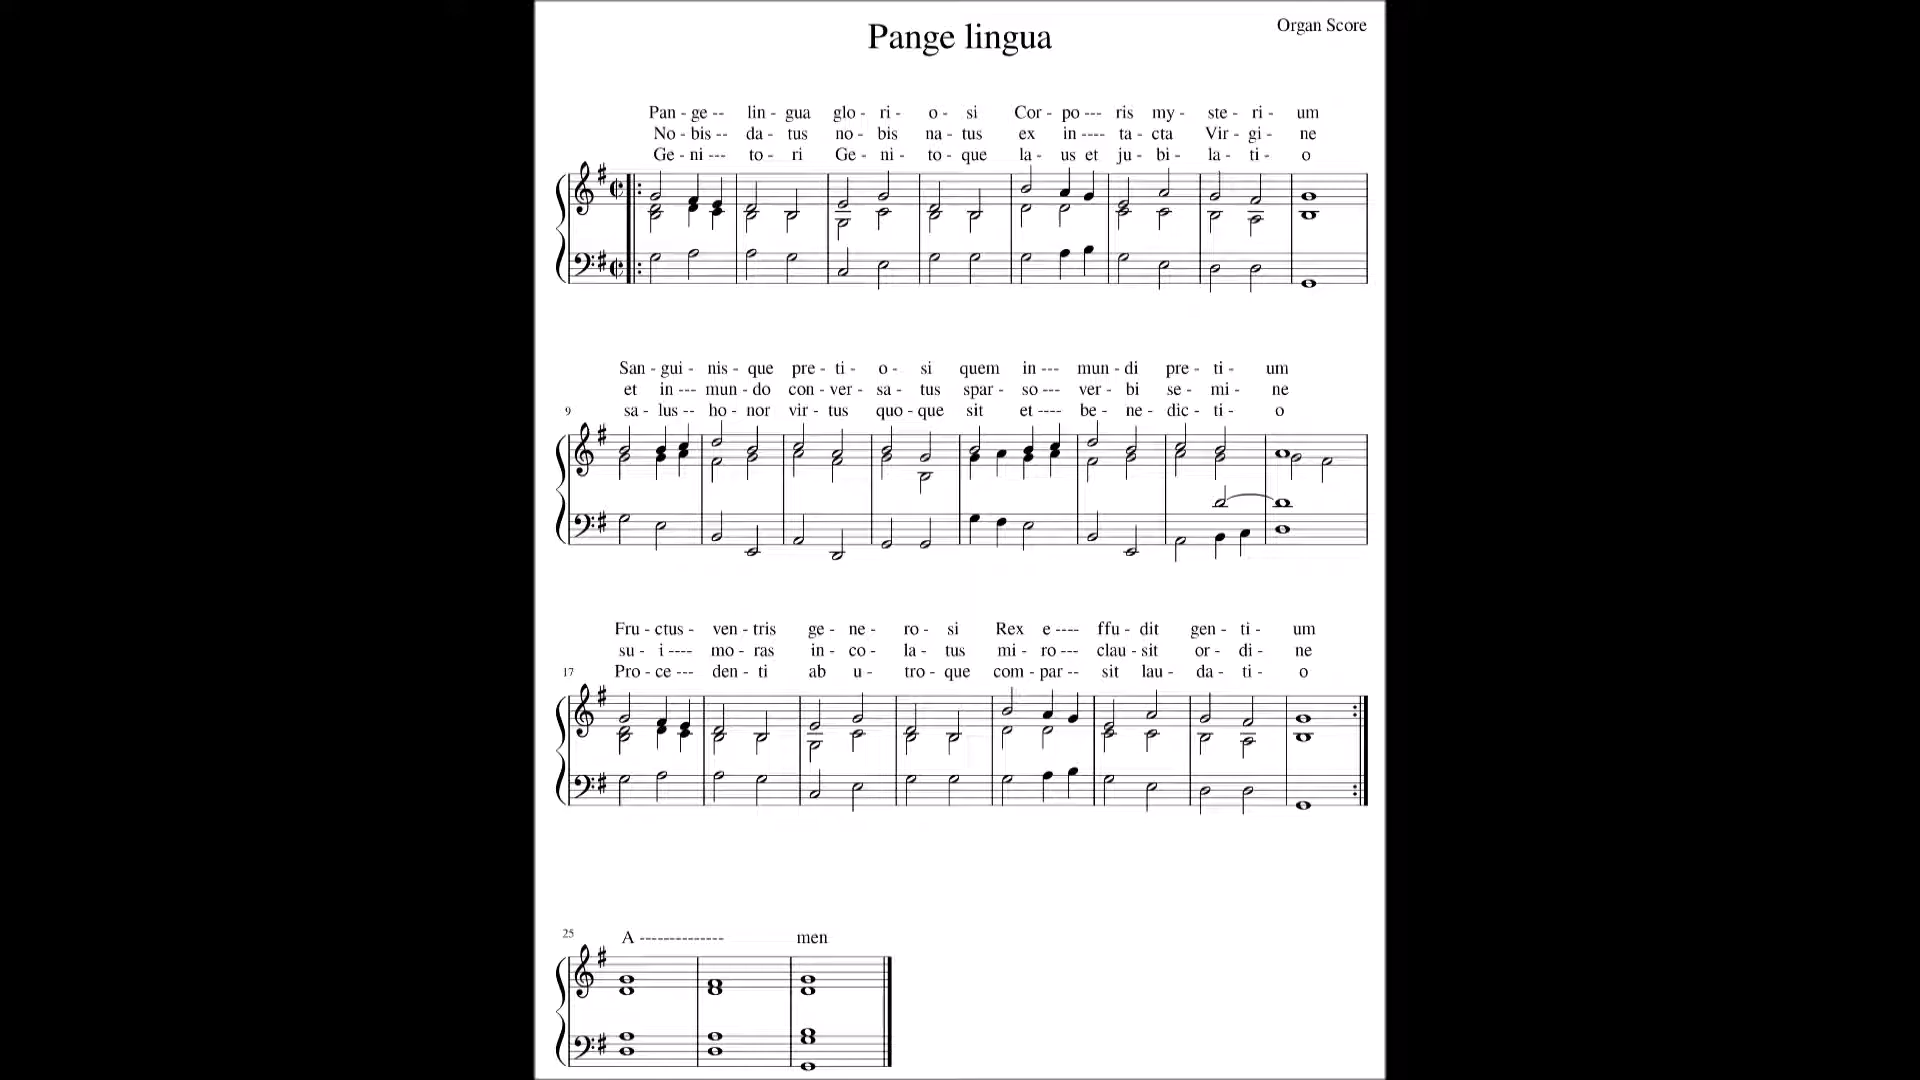 Organ Score
Pange lingua
Pan - ge -- lin - gua glo - ri - o - si Cor - po --- ris my - ste - ri - um
No - bis -- da - tus no - bis na - tus ex in ---- ta - cta Vir - gi - ne
Ge - ni --- to - ri Ge - ni - to - que la - us et ju - bi - la - ti - o
San - gui - nis - que pre - ti - o - si quem in --- mun - di pre - ti - um
et in --- mun - do con - ver - sa - tus spar - so --- ver - bi se - mi - ne
9 sa - lus -- ho - nor vir - tus quo - que sit et ---- be - ne - dic - ti - o
Fru - ctus - ven - tris ge - ne - ro - si Rex e ---- ffu - dit gen - ti - um
su - i ---- mo - ras in - co - la - tus mi - ro --- clau - sit or - di - ne
17 Pro - ce --- den - ti ab u - tro - que com - par -- sit lau - da - ti - o
25 A -------------- men